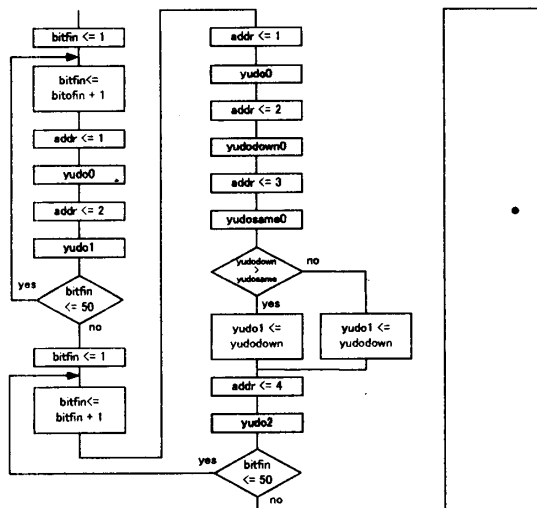 bitfin <= 1
bitfin<=
bitofin + 1
addr <= 1
yudo0
addr <= 2
yudo1
yes
bitfin
<= 50
no
bitfin <= 1
bitfin<=
bitfin + 1
addr <= 1
yudo0
addr <= 2
yudodown0
addr <= 3
yudosame0
yudodown
>
yudosame
no
yes
yudo1 <=
yudodown
yudo1 <=
yudodown
addr <= 4
yudo2
yes
bitfin
<= 50
no